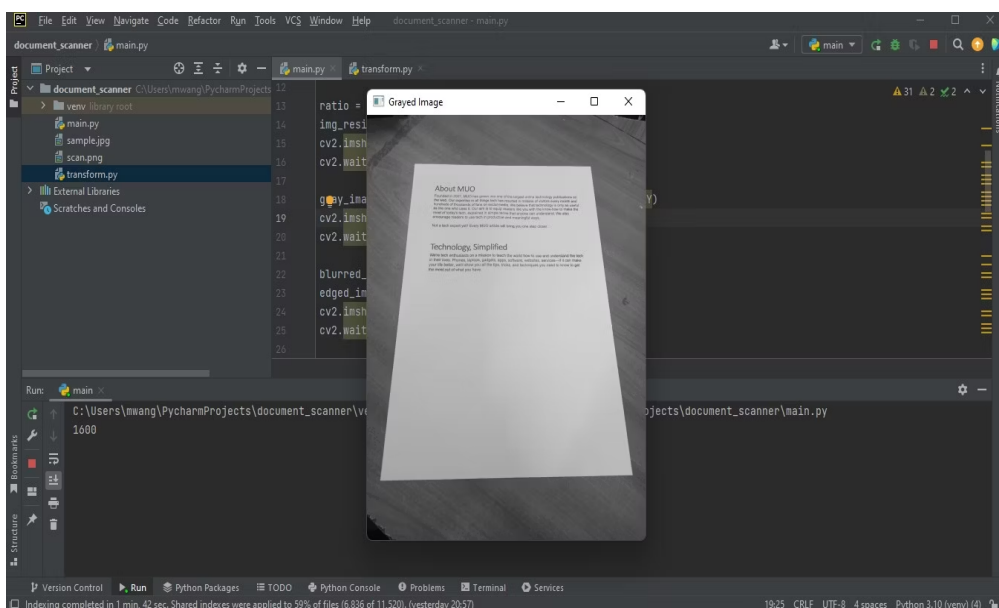 PC File Edit View Navigate Code Refactor Run Tools VCS Window Help document_scanner - main.py
document_scanner main.py main
Project main.py transform.py
document_scanner C:\Users\mwang\PycharmProjects
venv library root
main.py
sample.jpg
scan.png
transform.py
External Libraries
Scratches and Consoles
31 2 2
12
13 ratio =
14 img_resi
15 cv2.imsh
16 cv2.wait
17
18 gray_ima Y)
19 cv2.imsh
20 cv2.wait
21
22 blurred_
23 edged_im
24 cv2.imsh
25 cv2.wait
26
Grayed Image
About MUO
Technology, Simplified
Run: main
C:\Users\mwang\PycharmProjects\document_scanner\ve ojects\document_scanner\main.py
1600
Project
Bookmarks
Structure
Notifications
Version Control Run Python Packages TODO Python Console Problems Terminal Services
Indexing completed in 1 min, 42 sec. Shared indexes were applied to 59% of files (6,836 of 11,520). (yesterday 20:57) 19:25 CRLF UTF-8 4 spaces Python 3.10 (venv) (4)